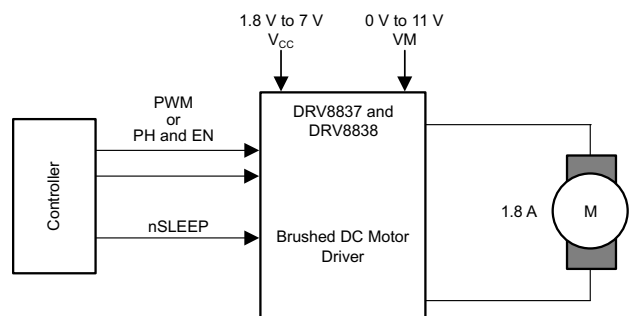 1.8 V to 7 V
V_CC
0 V to 11 V
VM
PWM
or
PH and EN
DRV8837 and
DRV8838
Controller
nSLEEP
Brushed DC Motor
Driver
1.8 A
M